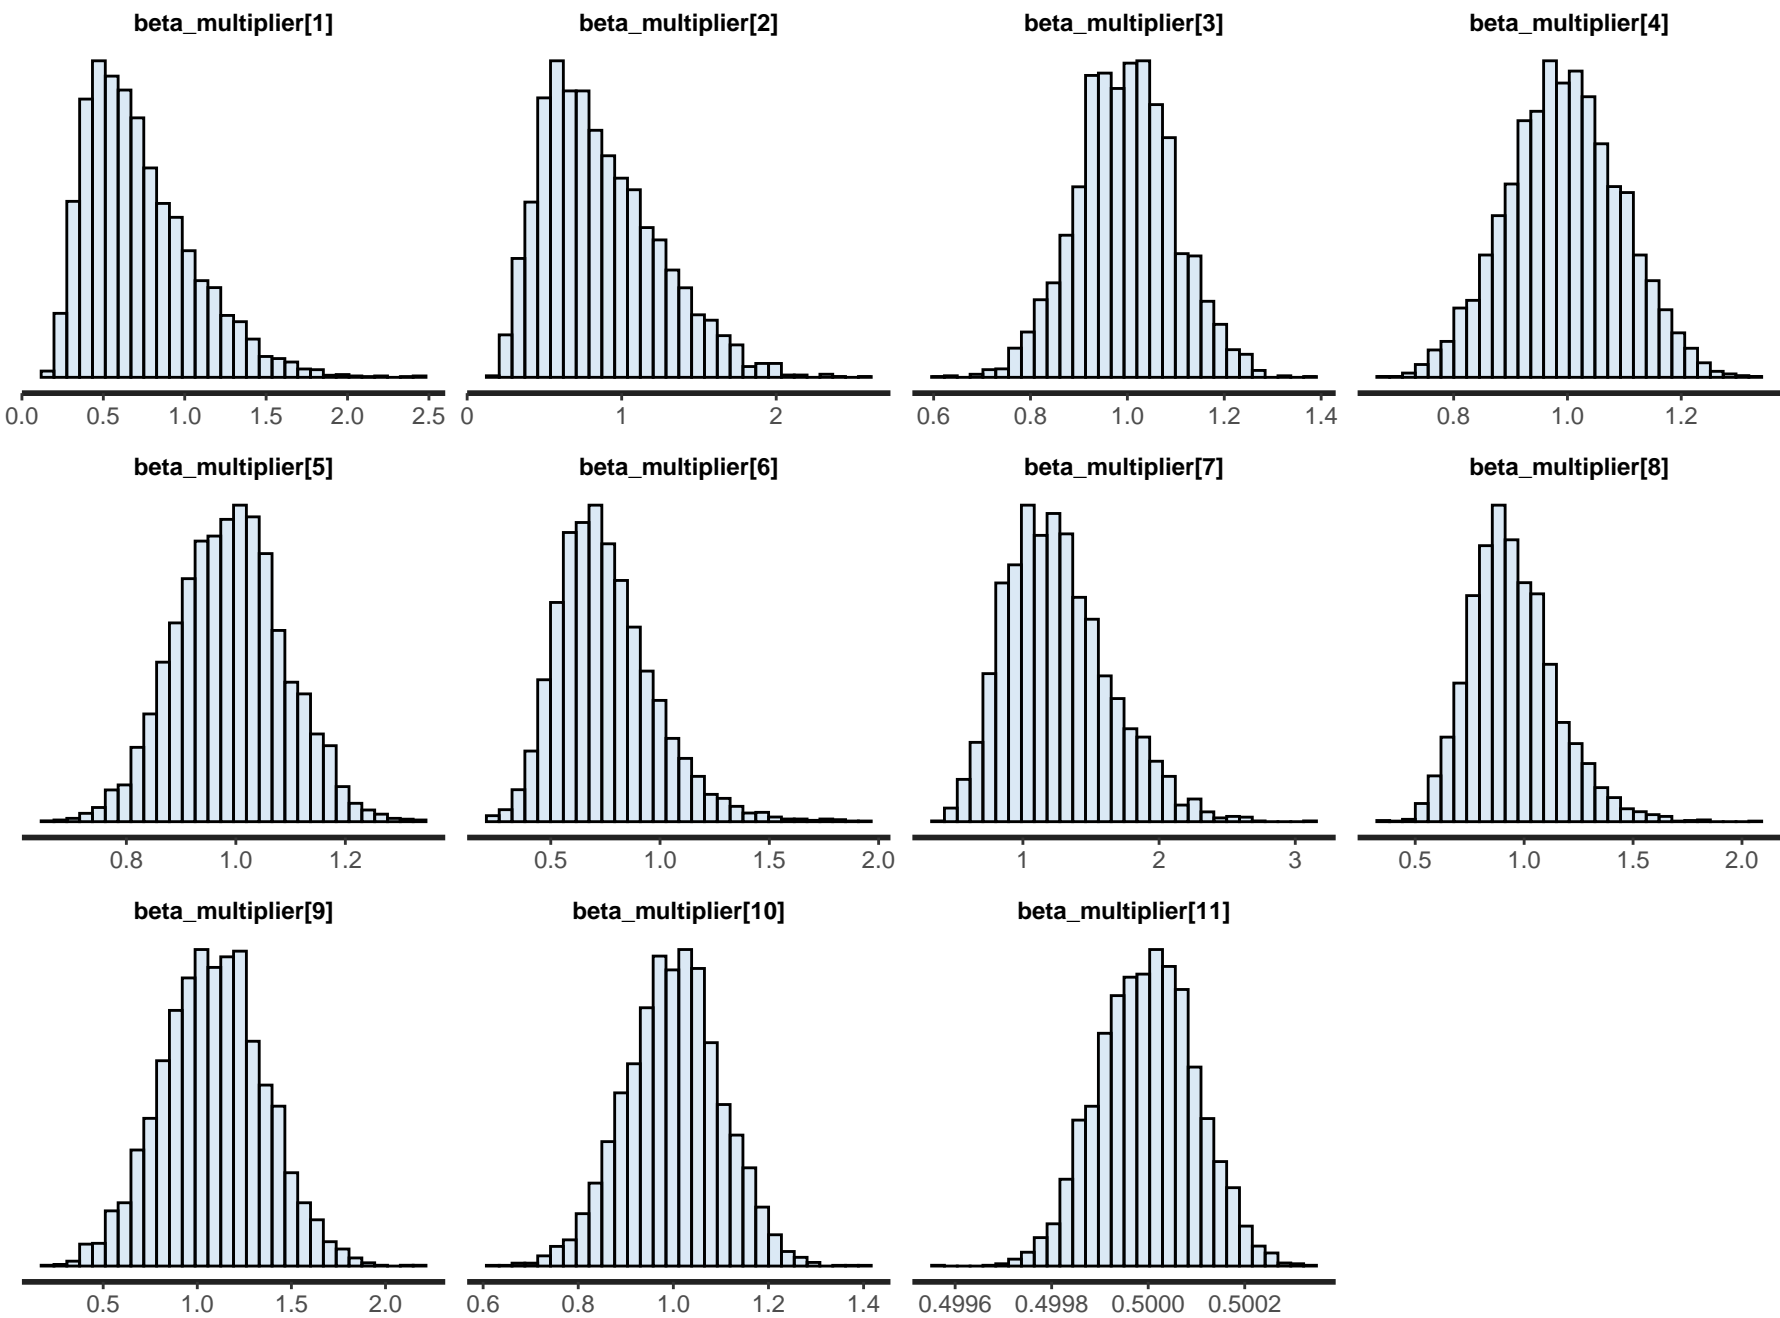 beta_multiplier[1] beta_multiplier[2] beta_multiplier[3] beta_multiplier[4]
0.0 0.5 1.0 1.5 2.0 2.5 0 1 2 0.6 0.8 1.0 1.2 1.4 0.8 1.0 1.2
beta_multiplier[5] beta_multiplier[6] beta_multiplier[7] beta_multiplier[8]
0.8 1.0 1.2 0.5 1.0 1.5 2.0 1 2 3 0.5 1.0 1.5 2.0
beta_multiplier[9] beta_multiplier[10] beta_multiplier[11]
0.5 1.0 1.5 2.0 0.6 0.8 1.0 1.2 1.4 0.4996 0.4998 0.5000 0.5002